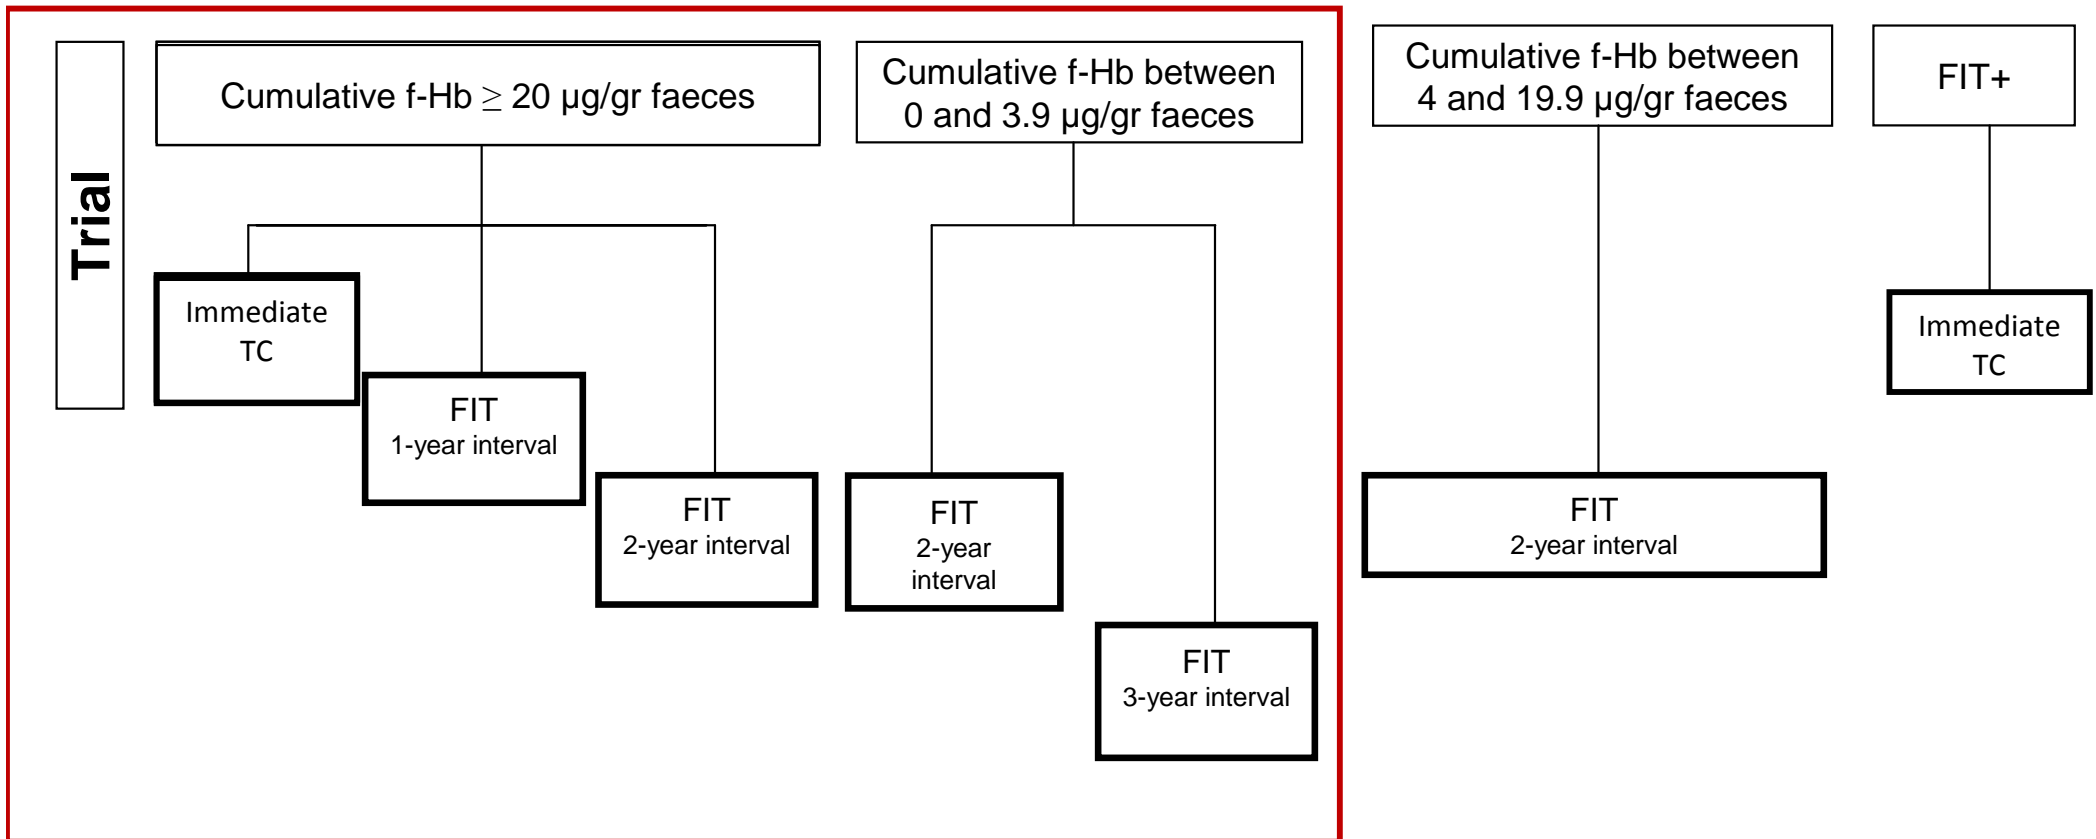 Trial
Cumulative f-Hb ≥ 20 µg/gr faeces
Cumulative f-Hb between
0 and 3.9 µg/gr faeces
Cumulative f-Hb between
4 and 19.9 µg/gr faeces
FIT+
Immediate
TC
FIT
1-year interval
FIT
2-year interval
FIT
2-year
interval
FIT
3-year interval
FIT
2-year interval
Immediate
TC